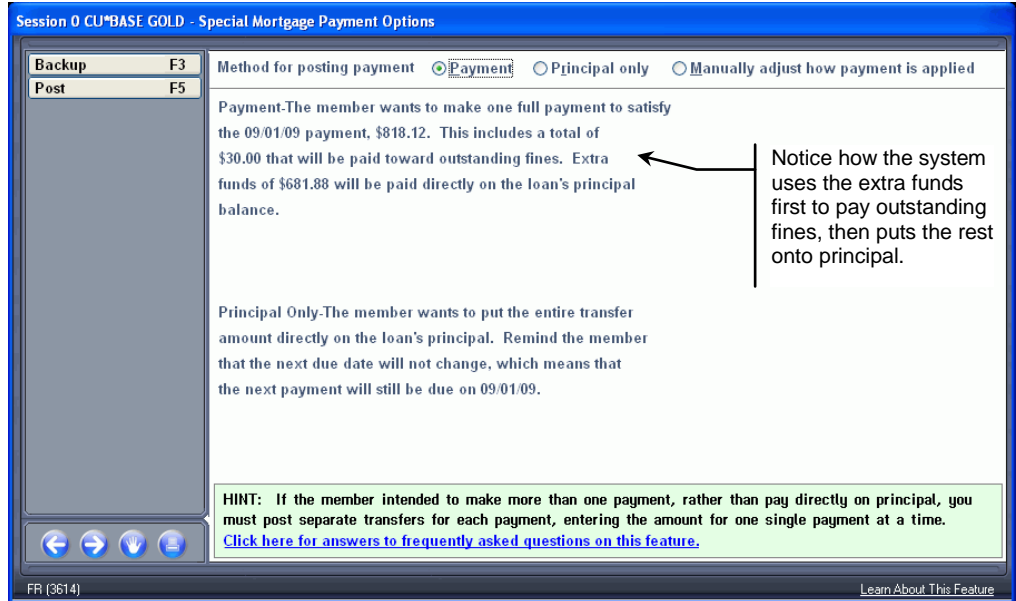 Session 0 CU*BASE GOLD - Special Mortgage Payment Options
Backup F3
Post F5
Method for posting payment Payment Principal only Manually adjust how payment is applied
Payment-The member wants to make one full payment to satisfy
the 09/01/09 payment, $818.12. This includes a total of
$30.00 that will be paid toward outstanding fines. Extra
funds of $681.88 will be paid directly on the loan's principal
balance.
Notice how the system
uses the extra funds
first to pay outstanding
fines, then puts the rest
onto principal.
Principal Only-The member wants to put the entire transfer
amount directly on the loan's principal. Remind the member
that the next due date will not change, which means that
the next payment will still be due on 09/01/09.
HINT: If the member intended to make more than one payment, rather than pay directly on principal, you
must post separate transfers for each payment, entering the amount for one single payment at a time.
Click here for answers to frequently asked questions on this feature.
FR (3614)
Learn About This Feature